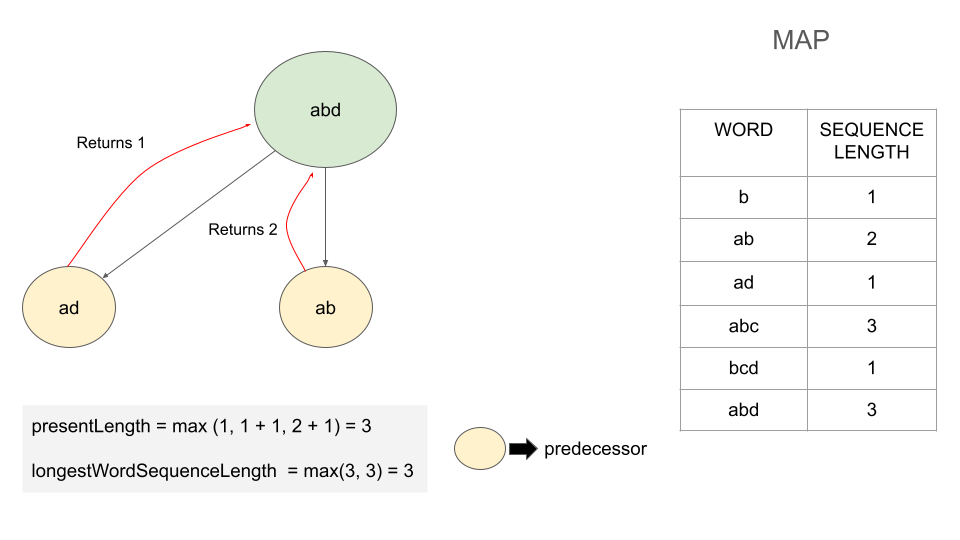 MAP
abd
Returns 1
Returns 2
ad
ab
WORD
SEQUENCE
LENGTH
b
1
ab
2
ad
1
abc
3
bcd
1
abd
3
presentLength = max (1, 1 + 1, 2 + 1) = 3
longestWordSequenceLength  = max(3, 3) = 3
predecessor